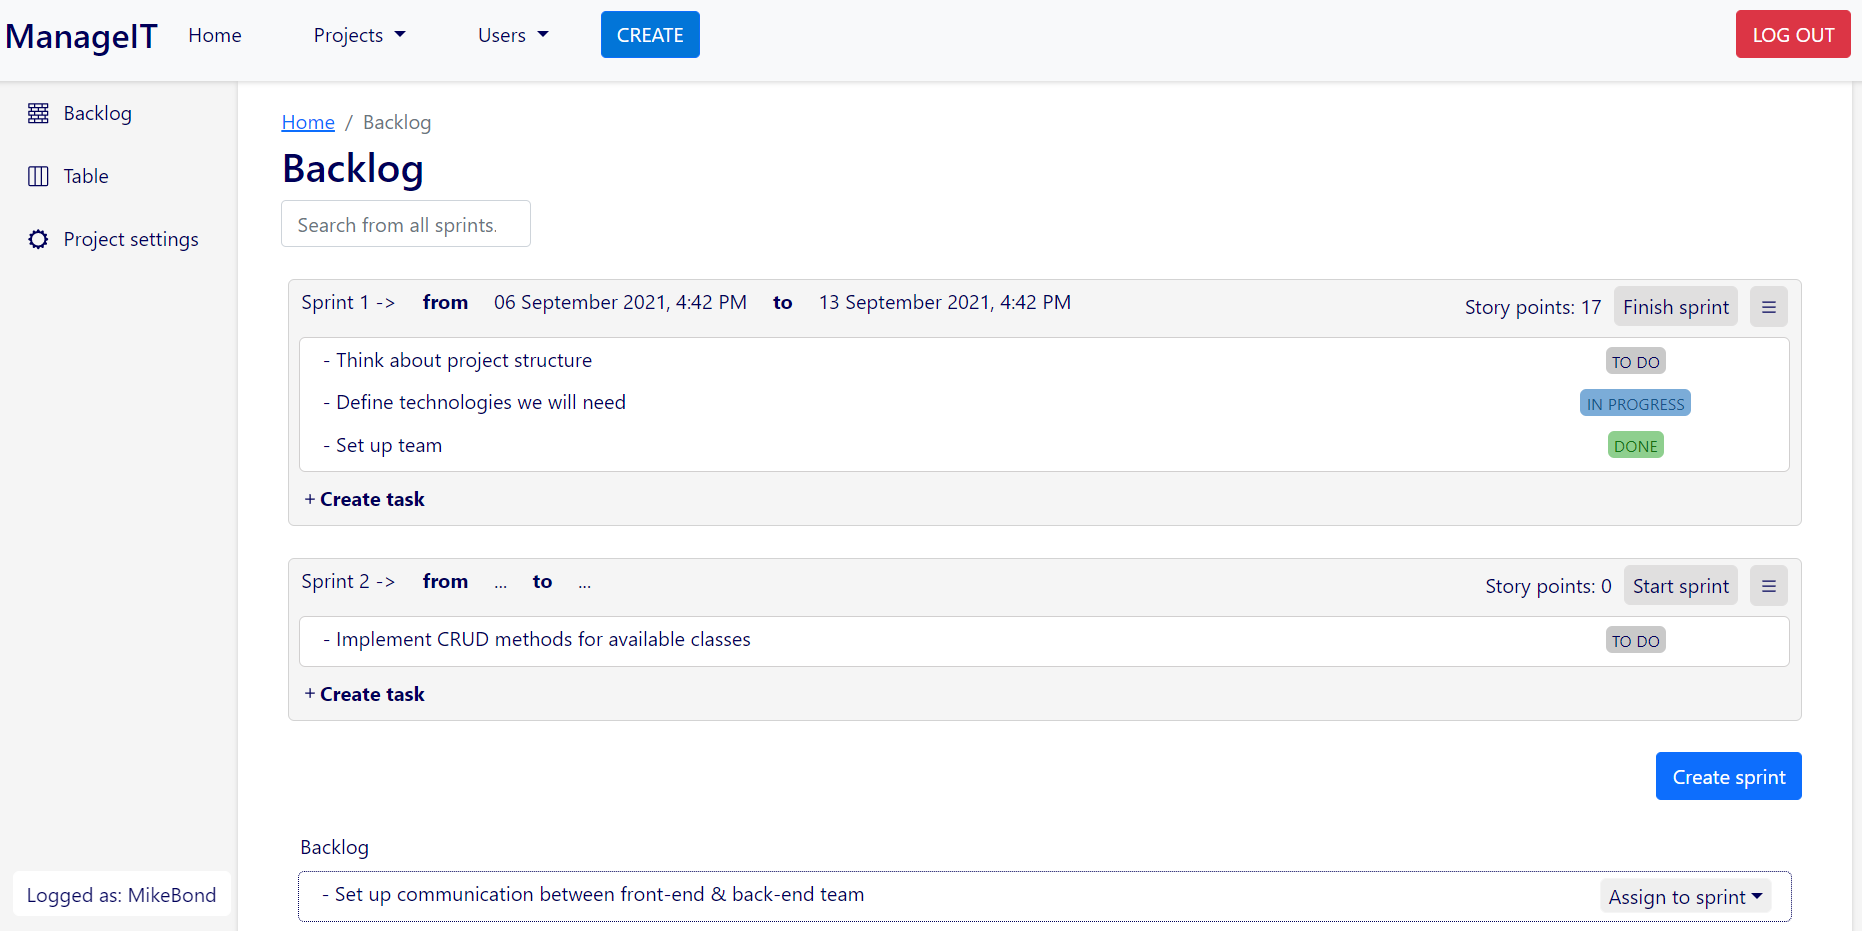 ManageIT Home Projects Users CREATE LOG OUT
Backlog
Table
Project settings
Logged as: MikeBond
Home / Backlog
Backlog
Search from all sprints.
Sprint 1 -> from 06 September 2021, 4:42 PM to 13 September 2021, 4:42 PM Story points: 17 Finish sprint
- Think about project structure TO DO
- Define technologies we will need IN PROGRESS
- Set up team DONE
+ Create task
Sprint 2 -> from ... to ... Story points: 0 Start sprint
- Implement CRUD methods for available classes TO DO
+ Create task
Create sprint
Backlog
- Set up communication between front-end & back-end team Assign to sprint